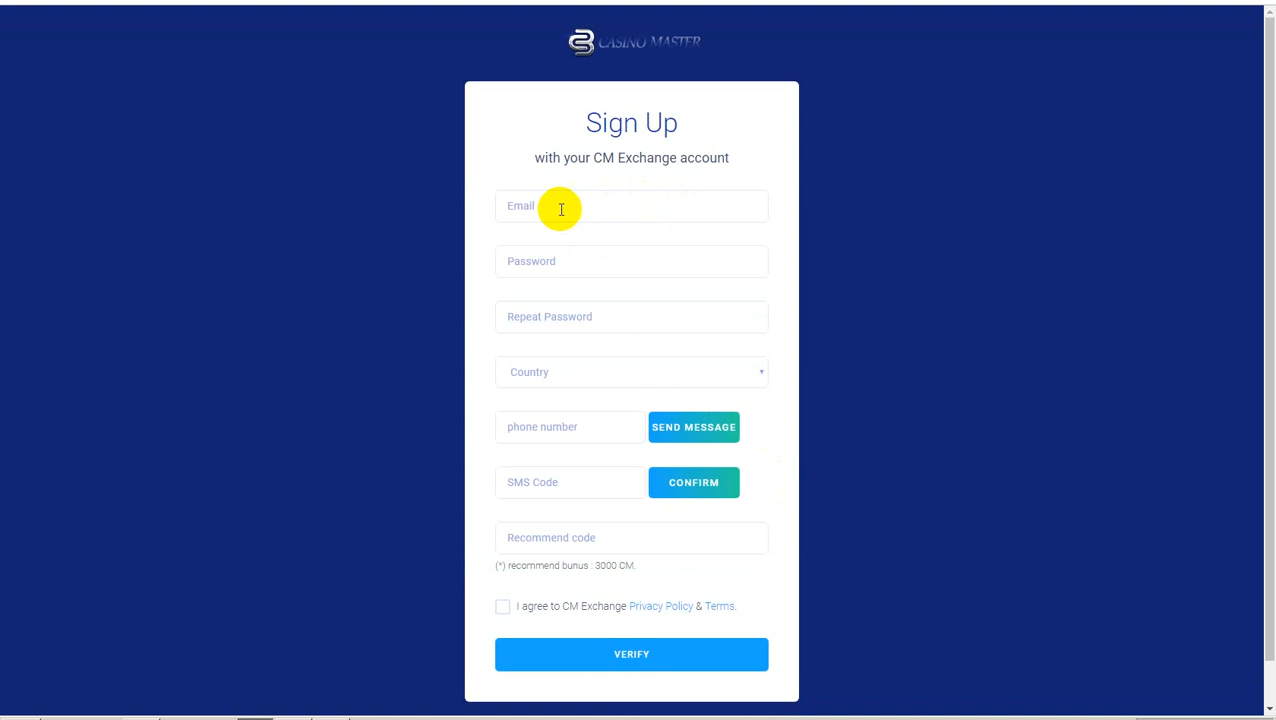 CASINO MASTER
Sign Up
with your CM Exchange account
Email
Password
Repeat Password
Country
phone number SEND MESSAGE
SMS Code CONFIRM
Recommend code
(*) recommend bunus : 3000 CM.
I agree to CM Exchange Privacy Policy & Terms.
VERIFY